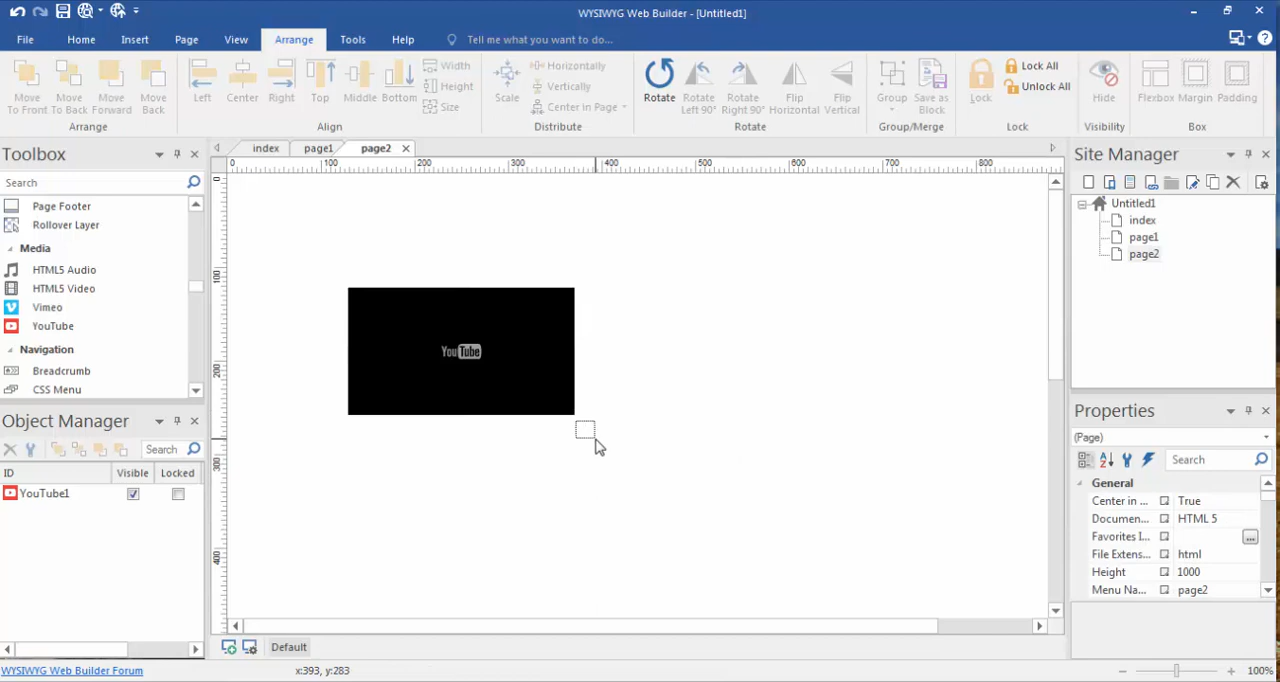 WYSIWYG Web Builder - [Untitled1]
File Home Insert Page View Arrange Tools Help Tell me what you want to do...
Move To Front
Move To Back
Move Forward
Move Back
Arrange
Left Center Right Top Middle Bottom
Width
Height
Size
Align
Scale
Horizontally
Vertically
Center in Page
Distribute
Rotate
Rotate Left 90°
Rotate Right 90°
Flip Horizontal
Flip Vertical
Rotate
Group
Save as Block
Group/Merge
Lock
Lock All
Unlock All
Lock
Hide
Visibility
Flexbox Margin Padding
Box
Toolbox
Search
Page Footer
Rollover Layer
Media
HTML5 Audio
HTML5 Video
Vimeo
YouTube
Navigation
Breadcrumb
CSS Menu
Object Manager
Search
ID Visible Locked
YouTube1
WYSIWYG Web Builder Forum
index page1 page2
0 100 200 300 400 500 600 700 800
0
100
200
300
400
YouTube
Default
x:393, y:283
Site Manager
Untitled1
index
page1
page2
Properties
(Page)
Search
General
Center in ... True
Documen... HTML 5
Favorites I...
File Exten... html
Height 1000
Menu Na... page2
100%